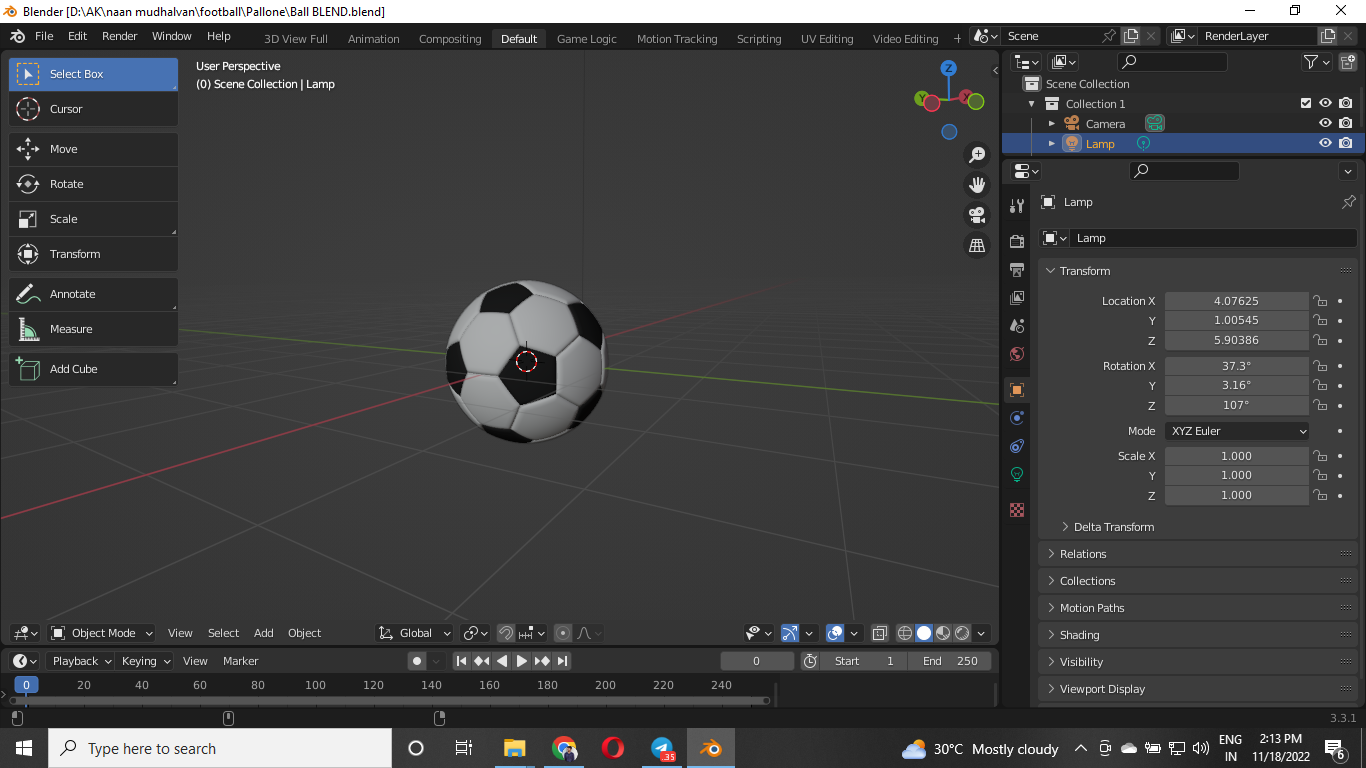 Blender [D:\AK\naan mudhalvan\football\Pallone\Ball BLEND.blend]
File Edit Render Window Help 3D View Full Animation Compositing Default Game Logic Motion Tracking Scripting UV Editing Video Editing + Scene RenderLayer
User Perspective
(0) Scene Collection | Lamp
Select Box
Cursor
Move
Rotate
Scale
Transform
Annotate
Measure
Add Cube
Z
Y
X
Scene Collection
Collection 1
Camera
Lamp
Lamp
Lamp
Transform
Location X 4.07625
Y 1.00545
Z 5.90386
Rotation X 37.3°
Y 3.16°
Z 107°
Mode XYZ Euler
Scale X 1.000
Y 1.000
Z 1.000
Delta Transform
Relations
Collections
Motion Paths
Shading
Visibility
Viewport Display
Object Mode View Select Add Object Global
Playback Keying View Marker 0 Start 1 End 250
0 20 40 60 80 100 120 140 160 180 200 220 240
3.3.1
Type here to search
.35
30°C Mostly cloudy
ENG
IN
2:13 PM
11/18/2022
6